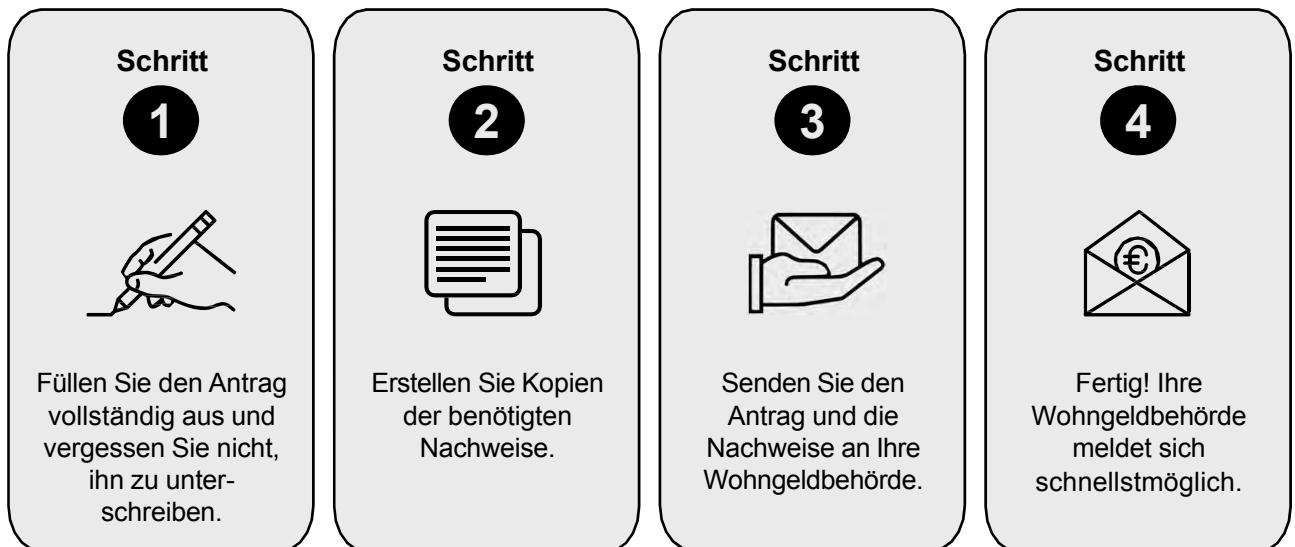 Schritt
1
Füllen Sie den Antrag
vollständig aus und
vergessen Sie nicht,
ihn zu unter-
schreiben.
Schritt
2
Erstellen Sie Kopien
der benötigten
Nachweise.
Schritt
3
Senden Sie den
Antrag und die
Nachweise an Ihre
Wohngeldbehörde.
Schritt
4
€
Fertig! Ihre
Wohngeldbehörde
meldet sich
schnellstmöglich.